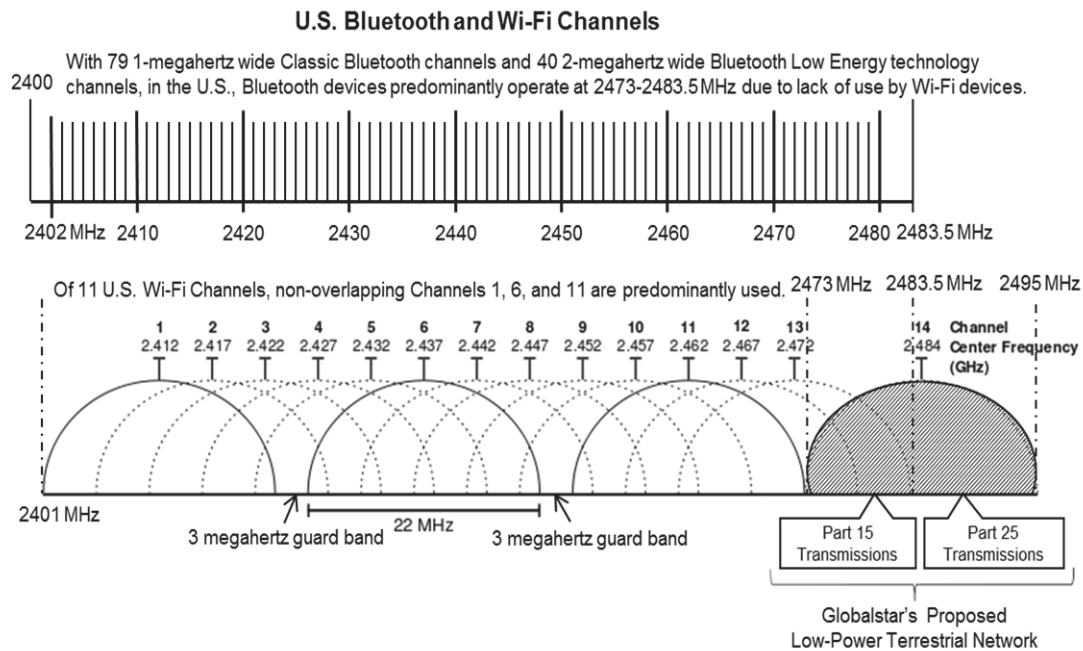 U.S. Bluetooth and Wi-Fi Channels
With 79 1-megahertz wide Classic Bluetooth channels and 40 2-megahertz wide Bluetooth Low Energy technology
2400 channels, in the U.S., Bluetooth devices predominantly operate at 2473-2483.5 MHz due to lack of use by Wi-Fi devices.
2402 MHz 2410 2420 2430 2440 2450 2460 2470 2480 2483.5 MHz
Of 11 U.S. Wi-Fi Channels, non-overlapping Channels 1, 6, and 11 are predominantly used. 2473 MHz 2483.5 MHz 2495 MHz
1 2 3 4 5 6 7 8 9 10 11 12 13 14 Channel
2.412 2.417 2.422 2.427 2.432 2.437 2.442 2.447 2.452 2.457 2.462 2.467 2.472 2.484 Center Frequency
(GHz)
2401 MHz
22 MHz
3 megahertz guard band 3 megahertz guard band
Part 15 Part 25
Transmissions Transmissions
Globalstar's Proposed
Low-Power Terrestrial Network